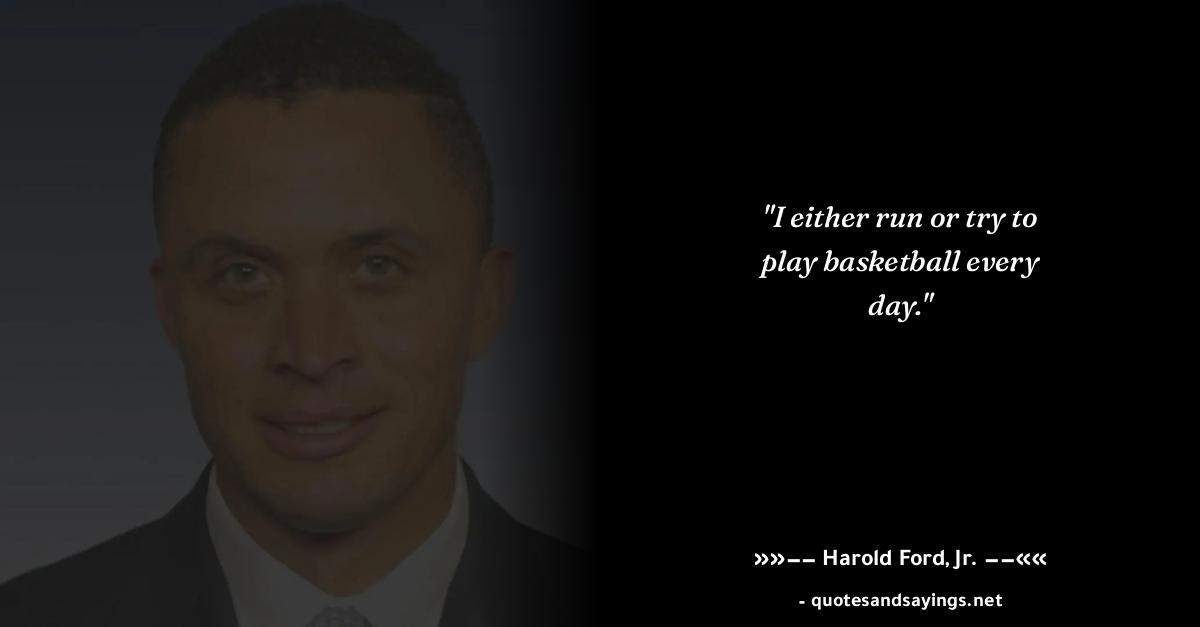 "I either run or try to
play basketball every
day."
»»−− Harold Ford, Jr. −−««
- quotesandsayings.net